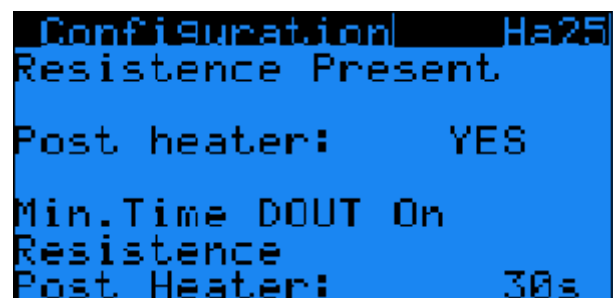 Configuration Ha25
Resistence Present
Post heater: YES
Min.Time DOUT On
Resistence
Post Heater: 30s